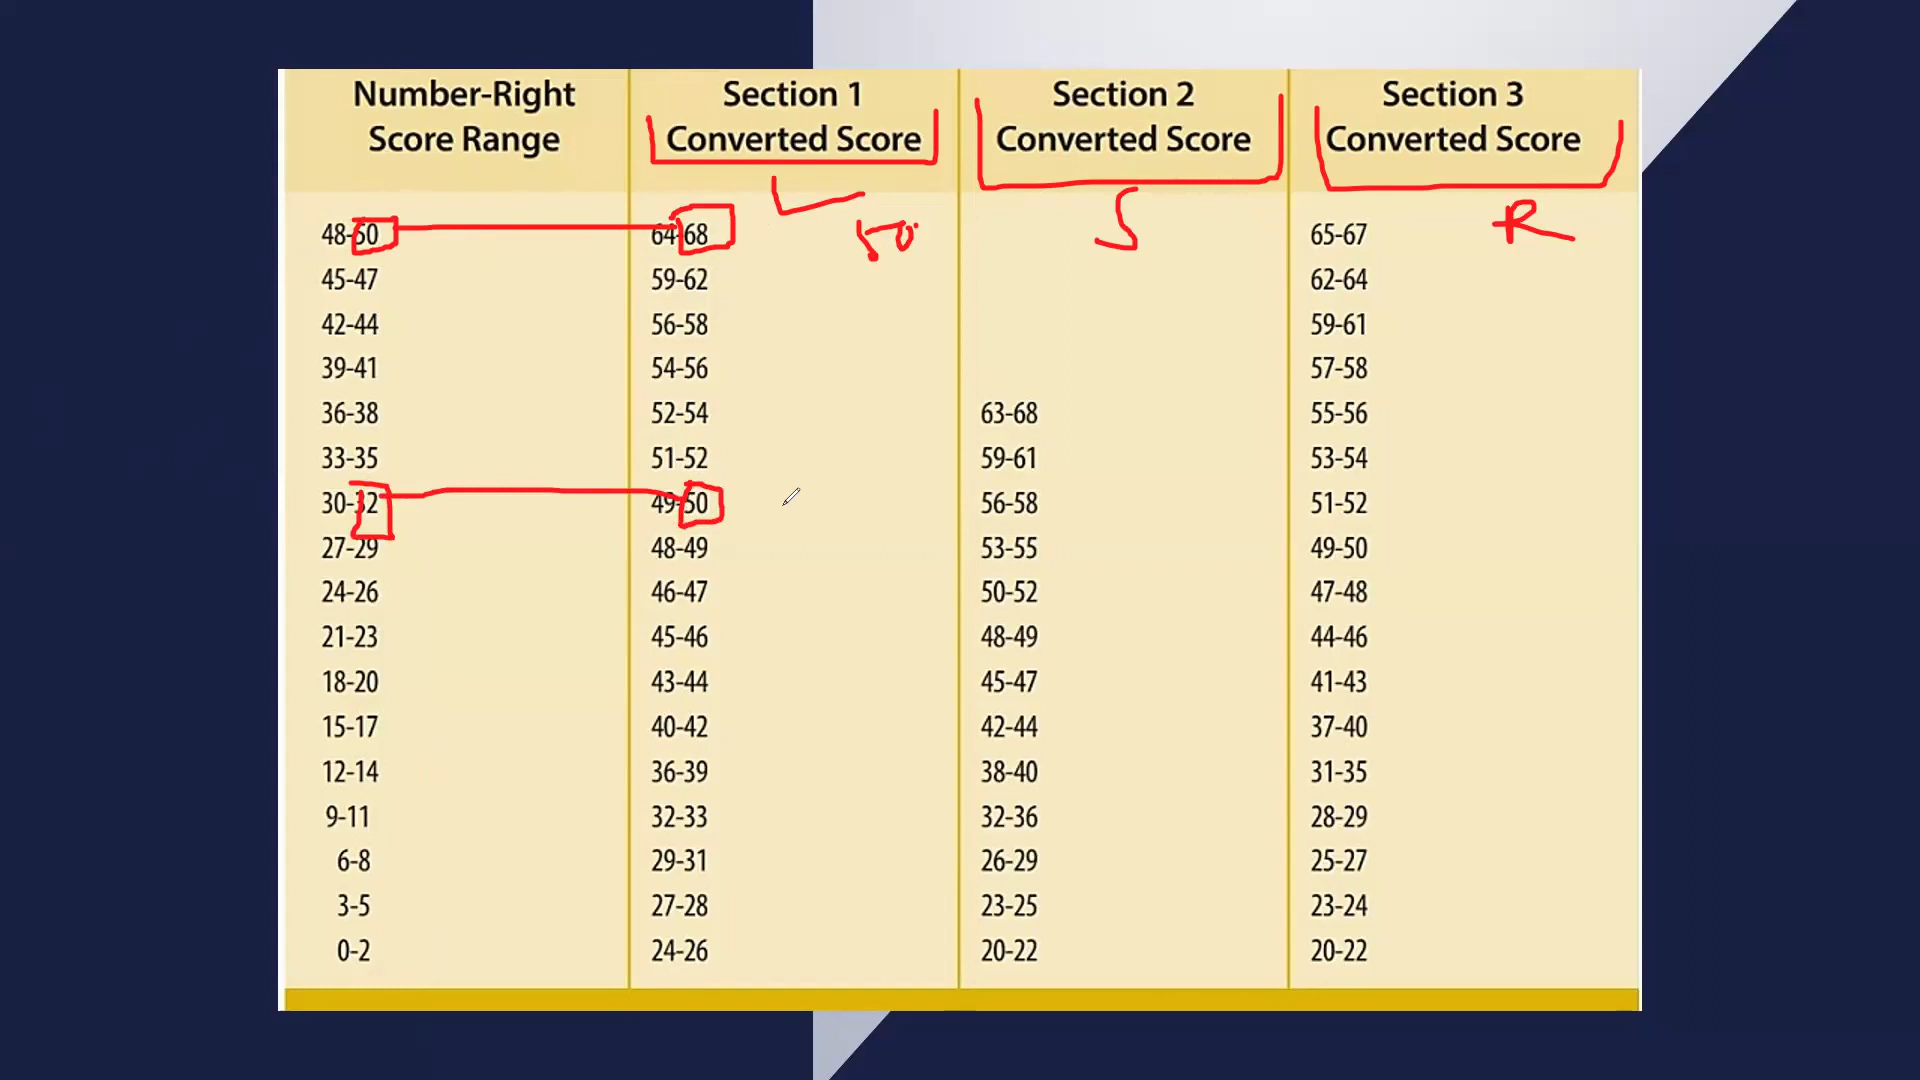 Number-Right Score Range Section 1 Converted Score Section 2 Converted Score Section 3 Converted Score
L S R
48-50 64-68 50 65-67
45-47 59-62 62-64
42-44 56-58 59-61
39-41 54-56 57-58
36-38 52-54 63-68 55-56
33-35 51-52 59-61 53-54
30-32 49-50 56-58 51-52
27-29 48-49 53-55 49-50
24-26 46-47 50-52 47-48
21-23 45-46 48-49 44-46
18-20 43-44 45-47 41-43
15-17 40-42 42-44 37-40
12-14 36-39 38-40 31-35
9-11 32-33 32-36 28-29
6-8 29-31 26-29 25-27
3-5 27-28 23-25 23-24
0-2 24-26 20-22 20-22